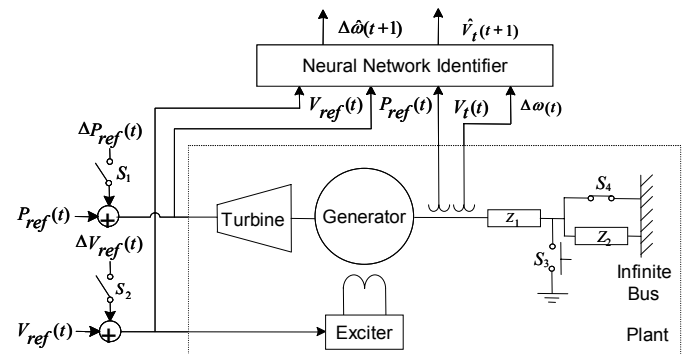 Δω̂(t+1) V̂t(t+1)
Neural Network Identifier
Vref(t) Pref(t) Vt(t) Δω(t)
ΔPref(t)
S1
Pref(t)
Turbine
Generator
Z1
S4
Z2
S3
Infinite
Bus
ΔVref(t)
S2
Vref(t)
Exciter
Plant